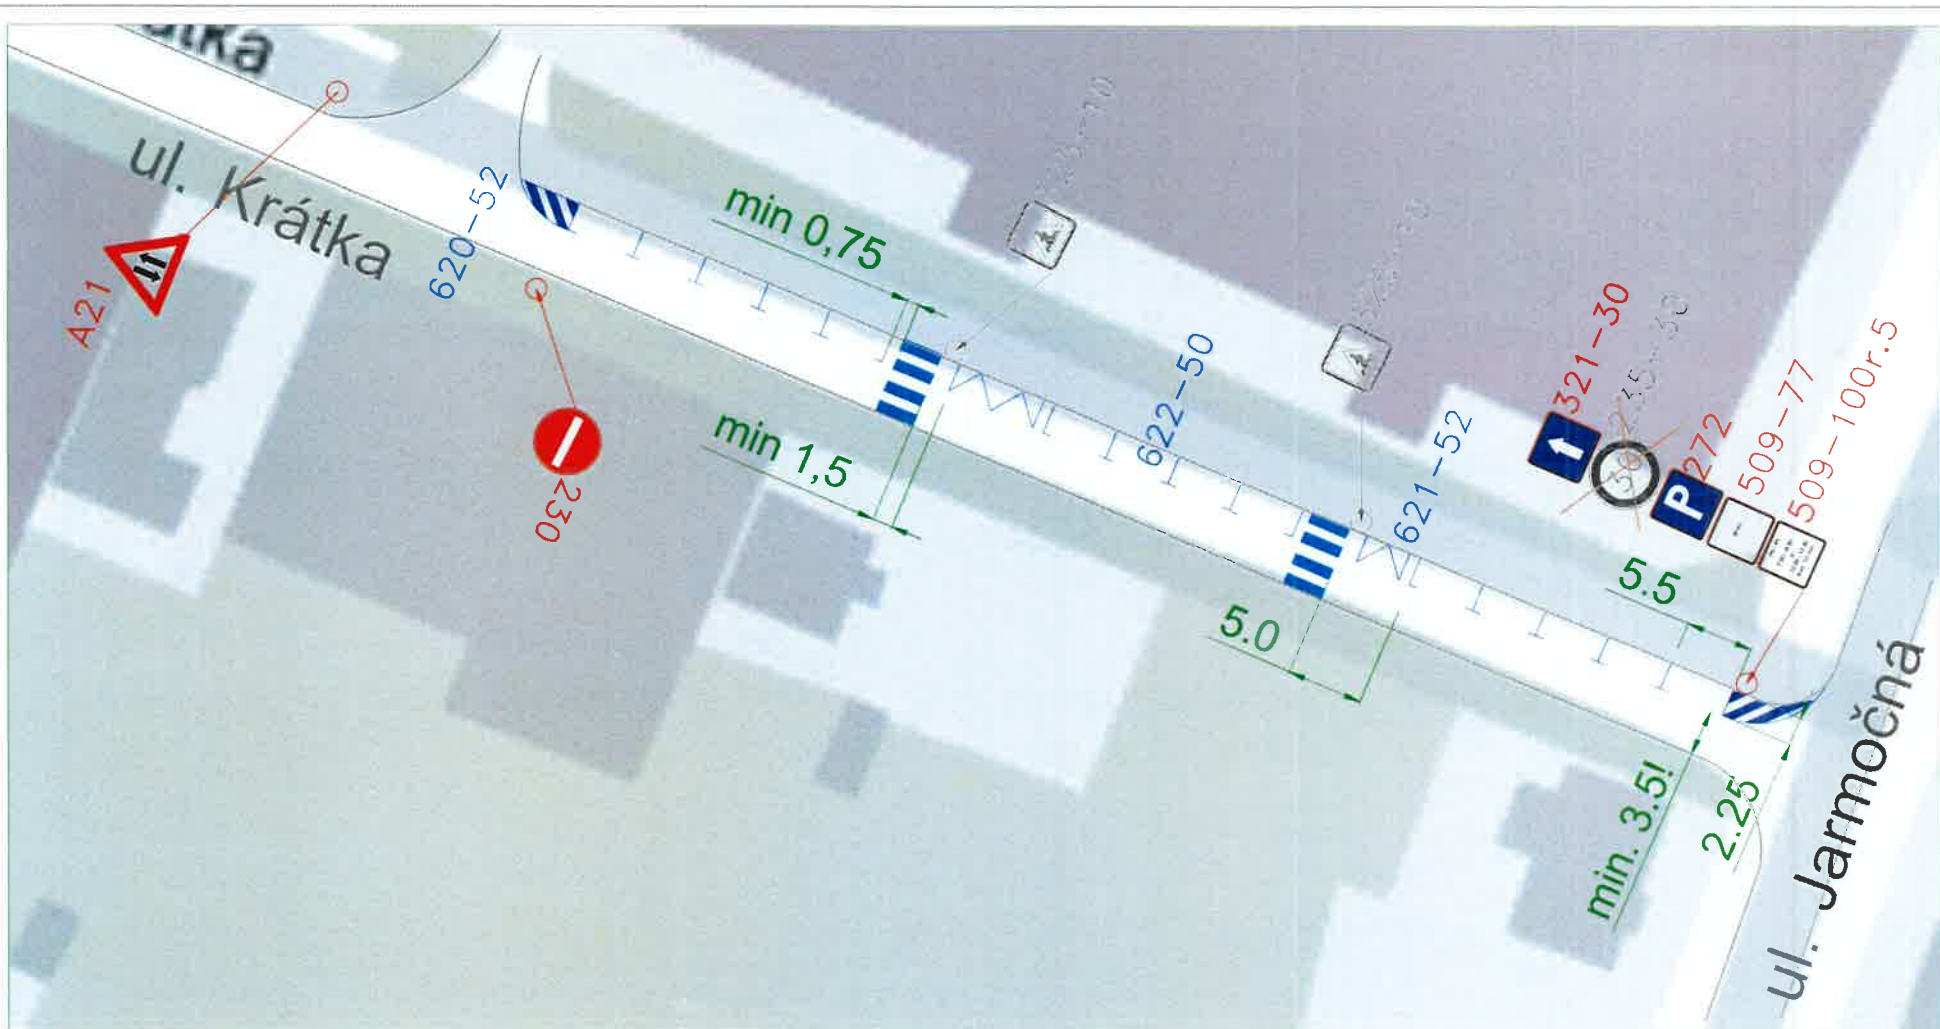 ul. Krátka
A21
620-52
min 0,75
230
min 1,5
622-50
621-52
5.0
321-30
P
272
509-77
509-100r.5
5.5
min. 3.5!
2.25
ul. Jarmočná